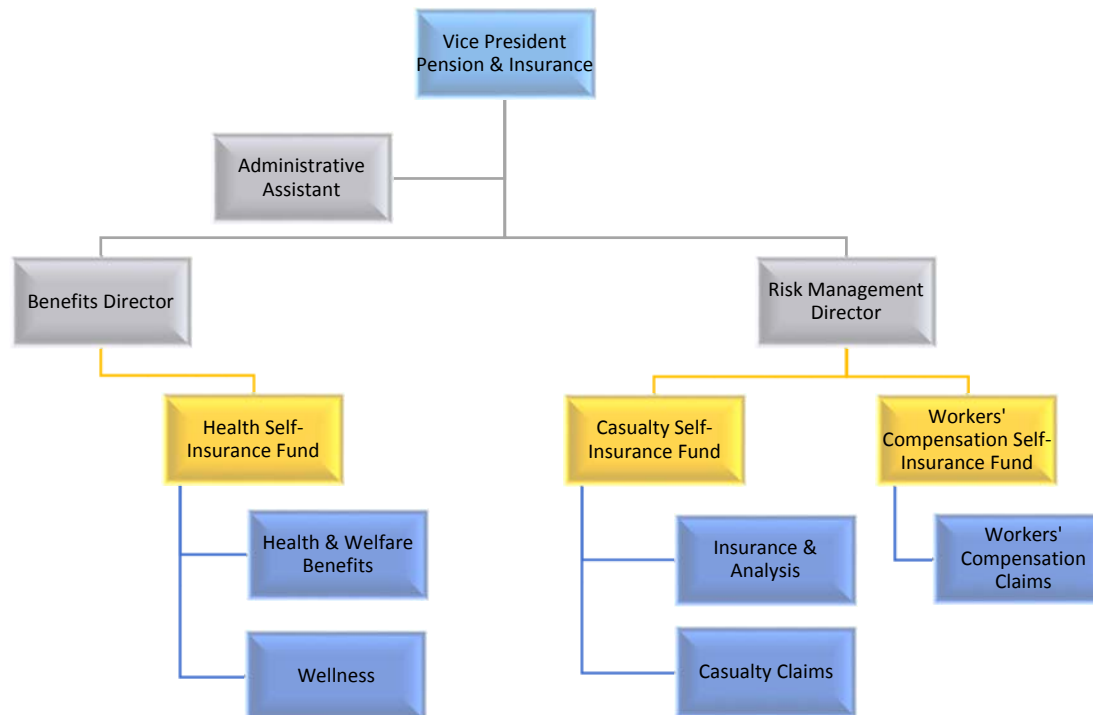 Vice President
Pension & Insurance
Administrative
Assistant
Benefits Director
Risk Management
Director
Health Self-
Insurance Fund
Casualty Self-
Insurance Fund
Workers'
Compensation Self-
Insurance Fund
Health & Welfare
Benefits
Insurance &
Analysis
Workers'
Compensation
Claims
Wellness
Casualty Claims